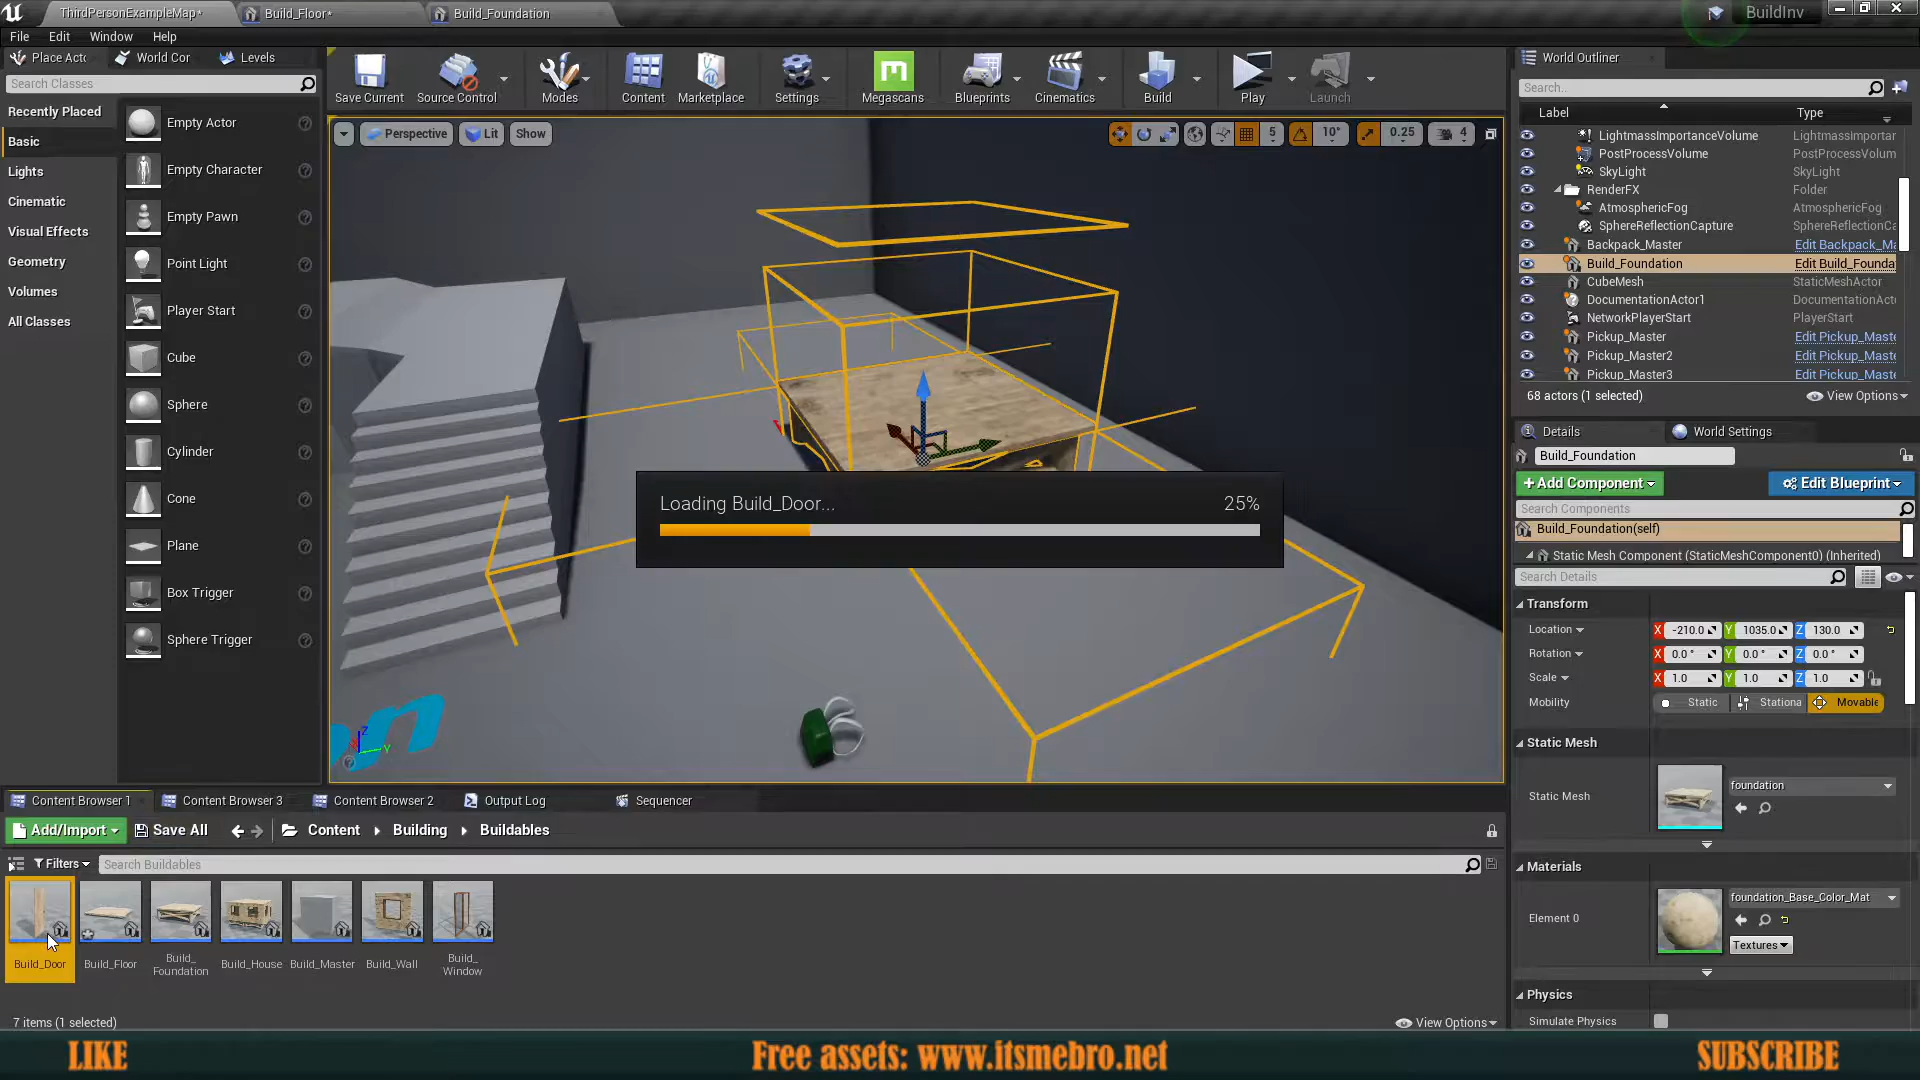 ThirdPersonExampleMap*
Build_Floor*
Build_Foundation
BuildInv
File
Edit
Window
Help
Place Acto
World Cor
Levels
Search Classes
Recently Placed
Basic
Lights
Cinematic
Visual Effects
Geometry
Volumes
All Classes
Empty Actor
Empty Character
Empty Pawn
Point Light
Player Start
Cube
Sphere
Cylinder
Cone
Plane
Box Trigger
Sphere Trigger
Save Current
Source Control
Modes
Content
Marketplace
Settings
Megascans
Blueprints
Cinematics
Build
Play
Launch
Perspective
Lit
Show
5
10°
0.25
4
Loading Build_Door...
25%
World Outliner
Search...
Label
Type
LightmassImportanceVolume
LightmassImportar
PostProcessVolume
PostProcessVolum
SkyLight
SkyLight
RenderFX
Folder
AtmosphericFog
AtmosphericFog
SphereReflectionCapture
SphereReflectionCa
Backpack_Master
Edit Backpack_Ma
Build_Foundation
Edit Build_Founda
CubeMesh
StaticMeshActor
DocumentationActor1
DocumentationActo
NetworkPlayerStart
PlayerStart
Pickup_Master
Edit Pickup_Maste
Pickup_Master2
Edit Pickup_Maste
Pickup_Master3
Edit Pickup_Maste
68 actors (1 selected)
View Options
Details
World Settings
Build_Foundation
Add Component
Edit Blueprint
Search Components
Build_Foundation(self)
Static Mesh Component (StaticMeshComponent0) (Inherited)
Search Details
Transform
Location
X -210.0 Y 1035.0 Z 130.0
Rotation
X 0.0 ° Y 0.0 ° Z 0.0 °
Scale
X 1.0 Y 1.0 Z 1.0
Mobility
Static
Stationa
Movable
Static Mesh
Static Mesh
foundation
Materials
Element 0
foundation_Base_Color_Mat
Textures
Physics
Simulate Physics
Content Browser 1
Content Browser 3
Content Browser 2
Output Log
Sequencer
Add/Import
Save All
Content
Building
Buildables
Filters
Search Buildables
Build_Door
Build_Floor
Build_
Foundation
Build_House
Build_Master
Build_Wall
Build_
Window
7 items (1 selected)
View Options
LIKE
Free assets: www.itsmebro.net
SUBSCRIBE